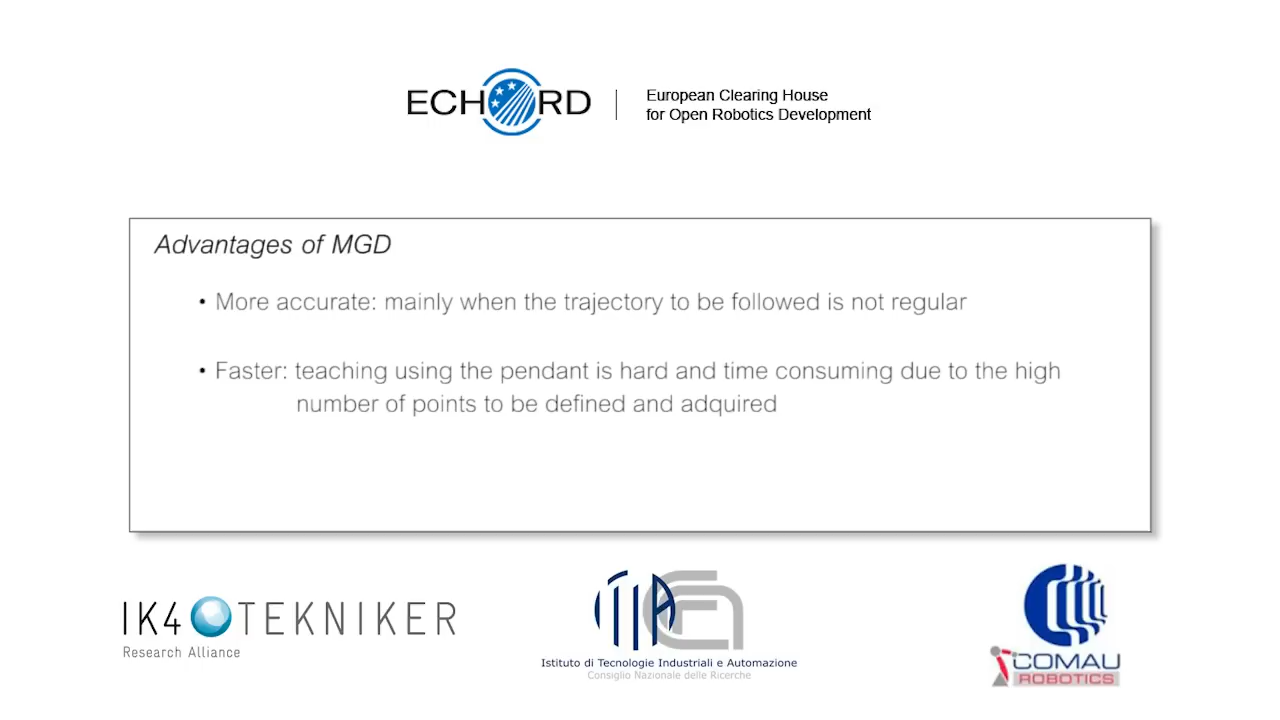 ECHORD
European Clearing House
for Open Robotics Development
Advantages of MGD
• More accurate: mainly when the trajectory to be followed is not regular
• Faster: teaching using the pendant is hard and time consuming due to the high
number of points to be defined and adquired
IK4 TEKNIKER
Research Alliance
ITIA
Istituto di Tecnologie Industriali e Automazione
Consiglio Nazionale delle Ricerche
COMAU
ROBOTICS